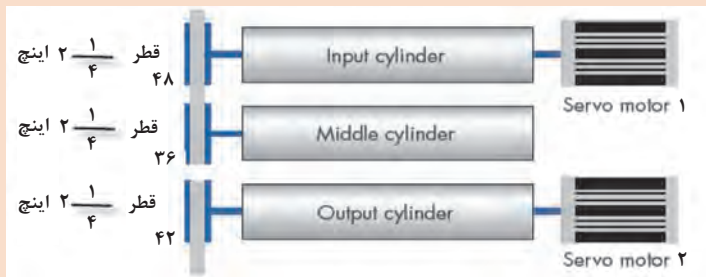 قطر ۲ ۱/۴ اینچ
۴۸
Input cylinder
Servo motor ۱
قطر ۲ ۱/۴ اینچ
۳۶
Middle cylinder
قطر ۲ ۱/۴ اینچ
۴۲
Output cylinder
Servo motor ۲